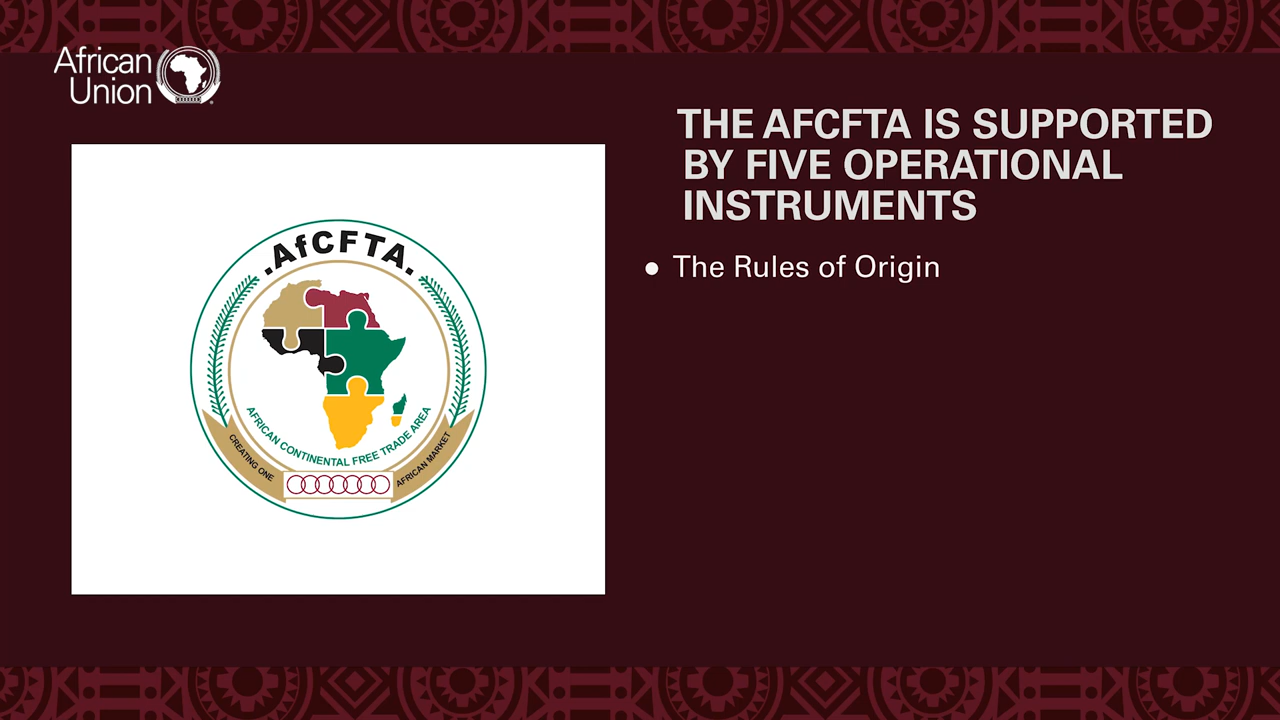 African
Union
THE AFCFTA IS SUPPORTED
BY FIVE OPERATIONAL
INSTRUMENTS
• The Rules of Origin
.AfCFTA.
AFRICAN CONTINENTAL FREE TRADE AREA
CREATING ONE
AFRICAN MARKET